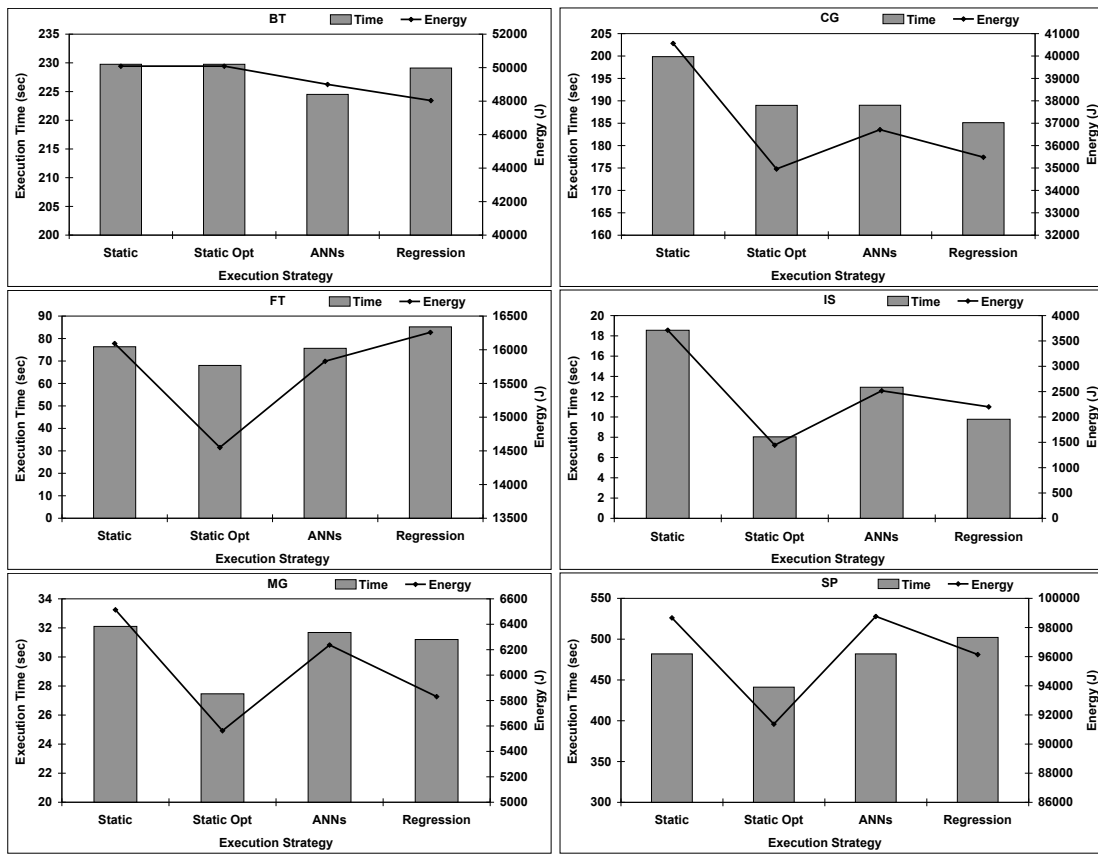 BT
Time Energy
Execution Time (sec)
235
230
225
220
215
210
205
200
52000
50000
48000
46000
44000
42000
40000
Energy (J)
Static Static Opt ANNs Regression
Execution Strategy
CG
Time Energy
Execution Time (sec)
205
200
195
190
185
180
175
170
165
160
41000
40000
39000
38000
37000
36000
35000
34000
33000
32000
Energy (J)
Static Static Opt ANNs Regression
Execution Strategy
FT
Time Energy
Execution Time (sec)
90
80
70
60
50
40
30
20
10
0
16500
16000
15500
15000
14500
14000
13500
Energy (J)
Static Static Opt ANNs Regression
Execution Strategy
IS
Time Energy
Execution Time (sec)
20
18
16
14
12
10
8
6
4
2
0
4000
3500
3000
2500
2000
1500
1000
500
0
Energy (J)
Static Static Opt ANNs Regression
Execution Strategy
MG
Time Energy
Execution Time (sec)
34
32
30
28
26
24
22
20
6600
6400
6200
6000
5800
5600
5400
5200
5000
Energy (J)
Static Static Opt ANNs Regression
Execution Strategy
SP
Time Energy
Execution Time (sec)
550
500
450
400
350
300
100000
98000
96000
94000
92000
90000
88000
86000
Energy (J)
Static Static Opt ANNs Regression
Execution Strategy